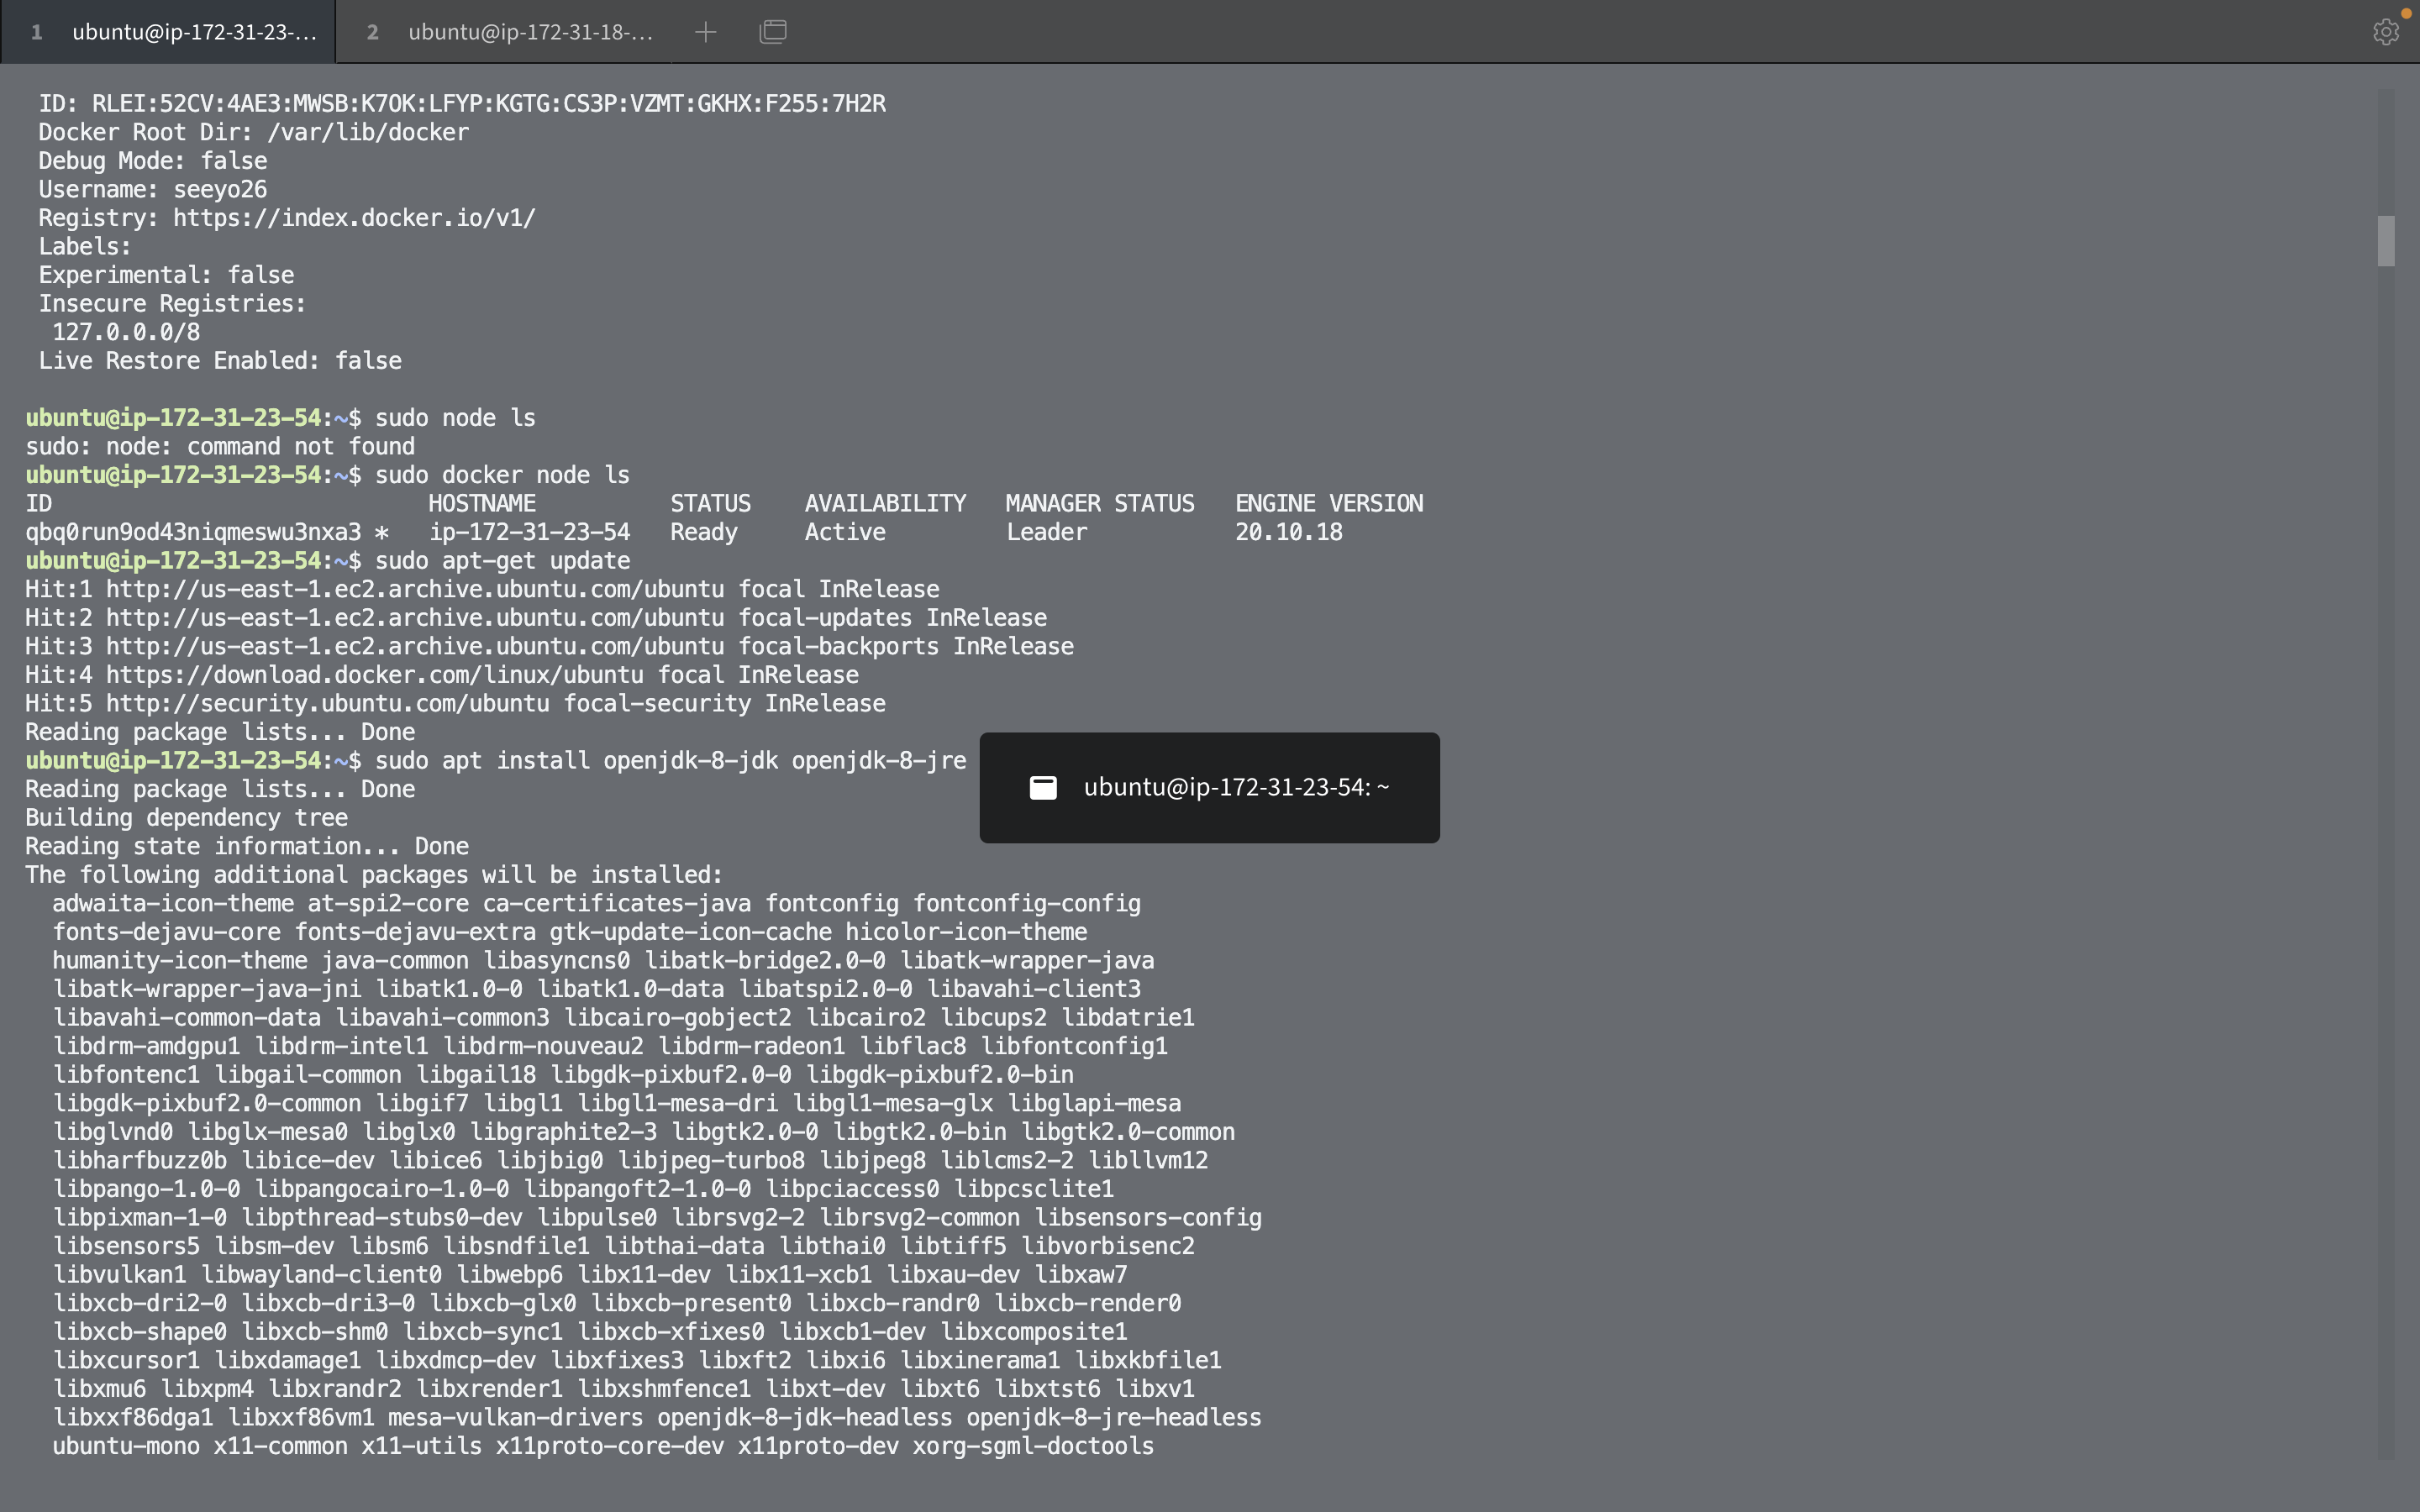 1 ubuntu@ip-172-31-23-... 2 ubuntu@ip-172-31-18-...
ID: RLEI:52CV:4AE3:MWSB:K7OK:LFYP:KGTG:CS3P:VZMT:GKHX:F255:7H2R
Docker Root Dir: /var/lib/docker
Debug Mode: false
Username: seeyo26
Registry: https://index.docker.io/v1/
Labels:
Experimental: false
Insecure Registries:
127.0.0.0/8
Live Restore Enabled: false
ubuntu@ip-172-31-23-54:~$ sudo node ls
sudo: node: command not found
ubuntu@ip-172-31-23-54:~$ sudo docker node ls
ID HOSTNAME STATUS AVAILABILITY MANAGER STATUS ENGINE VERSION
qbq0run9od43niqmeswu3nxa3 * ip-172-31-23-54 Ready Active Leader 20.10.18
ubuntu@ip-172-31-23-54:~$ sudo apt-get update
Hit:1 http://us-east-1.ec2.archive.ubuntu.com/ubuntu focal InRelease
Hit:2 http://us-east-1.ec2.archive.ubuntu.com/ubuntu focal-updates InRelease
Hit:3 http://us-east-1.ec2.archive.ubuntu.com/ubuntu focal-backports InRelease
Hit:4 https://download.docker.com/linux/ubuntu focal InRelease
Hit:5 http://security.ubuntu.com/ubuntu focal-security InRelease
Reading package lists... Done
ubuntu@ip-172-31-23-54:~$ sudo apt install openjdk-8-jdk openjdk-8-jre
ubuntu@ip-172-31-23-54: ~
Reading package lists... Done
Building dependency tree
Reading state information... Done
The following additional packages will be installed:
adwaita-icon-theme at-spi2-core ca-certificates-java fontconfig fontconfig-config
fonts-dejavu-core fonts-dejavu-extra gtk-update-icon-cache hicolor-icon-theme
humanity-icon-theme java-common libasyncns0 libatk-bridge2.0-0 libatk-wrapper-java
libatk-wrapper-java-jni libatk1.0-0 libatk1.0-data libatspi2.0-0 libavahi-client3
libavahi-common-data libavahi-common3 libcairo-gobject2 libcairo2 libcups2 libdatrie1
libdrm-amdgpu1 libdrm-intel1 libdrm-nouveau2 libdrm-radeon1 libflac8 libfontconfig1
libfontenc1 libgail-common libgail18 libgdk-pixbuf2.0-0 libgdk-pixbuf2.0-bin
libgdk-pixbuf2.0-common libgif7 libgl1 libgl1-mesa-dri libgl1-mesa-glx libglapi-mesa
libglvnd0 libglx-mesa0 libglx0 libgraphite2-3 libgtk2.0-0 libgtk2.0-bin libgtk2.0-common
libharfbuzz0b libice-dev libice6 libjbig0 libjpeg-turbo8 libjpeg8 liblcms2-2 libllvm12
libpango-1.0-0 libpangocairo-1.0-0 libpangoft2-1.0-0 libpciaccess0 libpcsclite1
libpixman-1-0 libpthread-stubs0-dev libpulse0 librsvg2-2 librsvg2-common libsensors-config
libsensors5 libsm-dev libsm6 libsndfile1 libthai-data libthai0 libtiff5 libvorbisenc2
libvulkan1 libwayland-client0 libwebp6 libx11-dev libx11-xcb1 libxau-dev libxaw7
libxcb-dri2-0 libxcb-dri3-0 libxcb-glx0 libxcb-present0 libxcb-randr0 libxcb-render0
libxcb-shape0 libxcb-shm0 libxcb-sync1 libxcb-xfixes0 libxcb1-dev libxcomposite1
libxcursor1 libxdamage1 libxdmcp-dev libxfixes3 libxft2 libxi6 libxinerama1 libxkbfile1
libxmu6 libxpm4 libxrandr2 libxrender1 libxshmfence1 libxt-dev libxt6 libxtst6 libxv1
libxxf86dga1 libxxf86vm1 mesa-vulkan-drivers openjdk-8-jdk-headless openjdk-8-jre-headless
ubuntu-mono x11-common x11-utils x11proto-core-dev x11proto-dev xorg-sgml-doctools